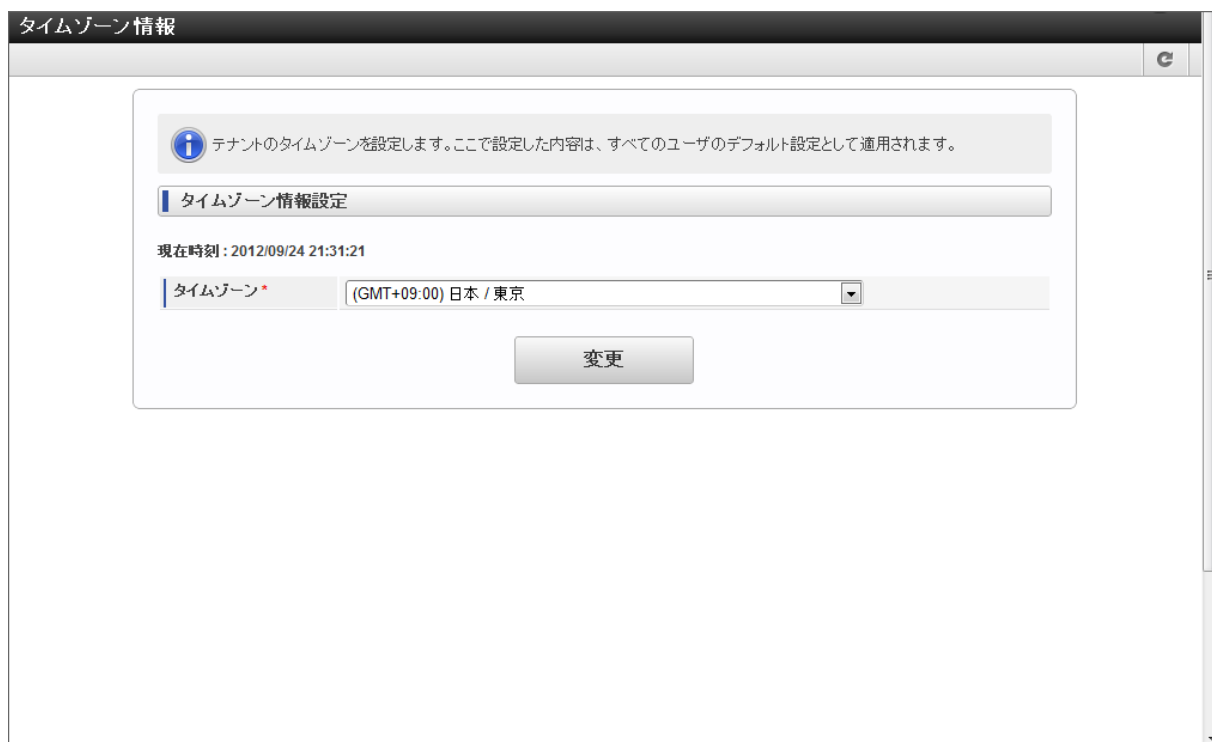 タイムゾーン情報
テナントのタイムゾーンを設定します。ここで設定した内容は、すべてのユーザのデフォルト設定として適用されます。
タイムゾーン情報設定
現在時刻 : 2012/09/24 21:31:21
タイムゾーン * (GMT+09:00) 日本 / 東京
変更